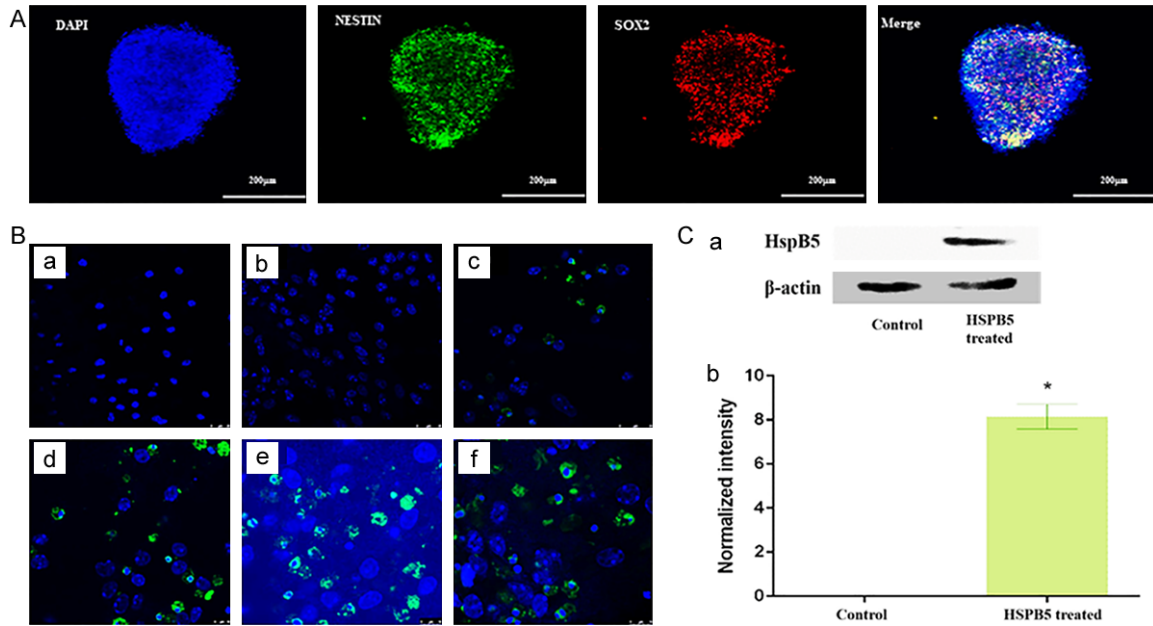 A
DAPI
NESTIN
SOX2
Merge
200µm
200µm
200µm
200µm
B
a
b
c
d
e
f
C
a
HspB5
β-actin
Control
HSPB5
treated
b
Normalized intensity
10
8
6
4
2
0
*
Control
HSPB5 treated